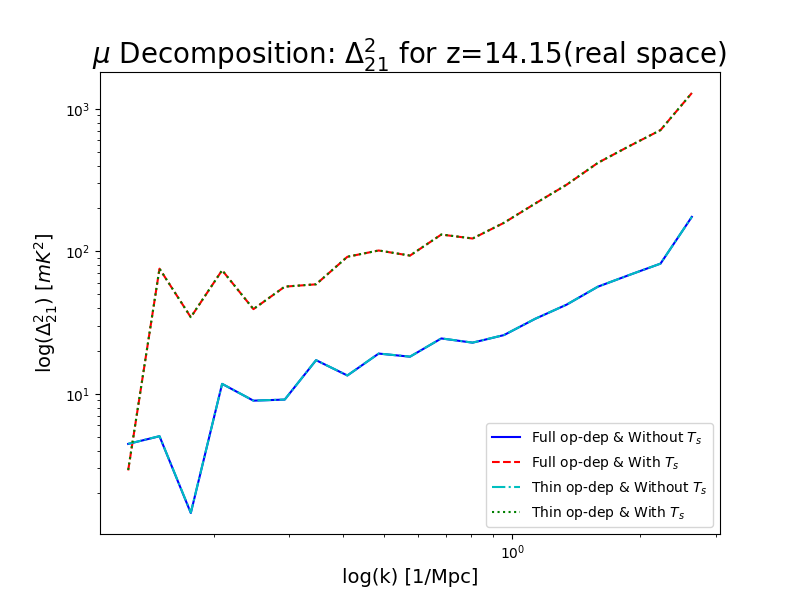 μ Decomposition: Δ²₂₁ for z=14.15(real space)
log(Δ²₂₁) [mK²]
10³
10²
10¹
Full op-dep & Without Tₛ
Full op-dep & With Tₛ
Thin op-dep & Without Tₛ
Thin op-dep & With Tₛ
10⁰
log(k) [1/Mpc]